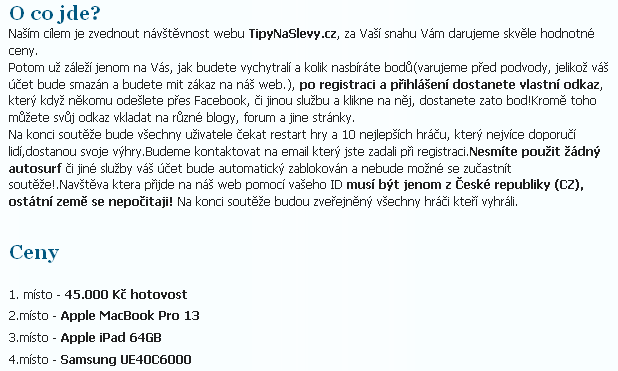 O co jde?
Naším cílem je zvednout návštěvnost webu TipyNaSlevy.cz, za Vaší snahu Vám darujeme skvěle hodnotné
ceny.
Potom už záleží jenom na Vás, jak budete vychytralí a kolik nasbíráte bodů(varujeme před podvody, jelikož váš
účet bude smazán a budete mit zákaz na náš web.), po registraci a přihlášení dostanete vlastní odkaz,
který když někomu odešlete přes Facebook, či jinou službu a klikne na něj, dostanete zato bod!Kromě toho
můžete svůj odkaz vkladat na různé blogy, forum a jine stránky.
Na konci soutěže bude všechny uživatele čekat restart hry a 10 nejlepších hráču, který nejvíce doporučí
lidí,dostanou svoje výhry.Budeme kontaktovat na email který jste zadali při registraci.Nesmíte použit žádný
autosurf či jiné služby váš účet bude automatický zablokován a nebude možné se zučastnít
soutěže!.Navštěva ktera přijde na náš web pomocí vašeho ID musí být jenom z České republiky (CZ),
ostátní země se nepočitaji! Na konci soutěže budou zveřejněný všechny hráči kteří vyhráli.
Ceny
1. místo - 45.000 Kč hotovost
2.místo - Apple MacBook Pro 13
3.místo - Apple iPad 64GB
4.místo - Samsung UE40C6000